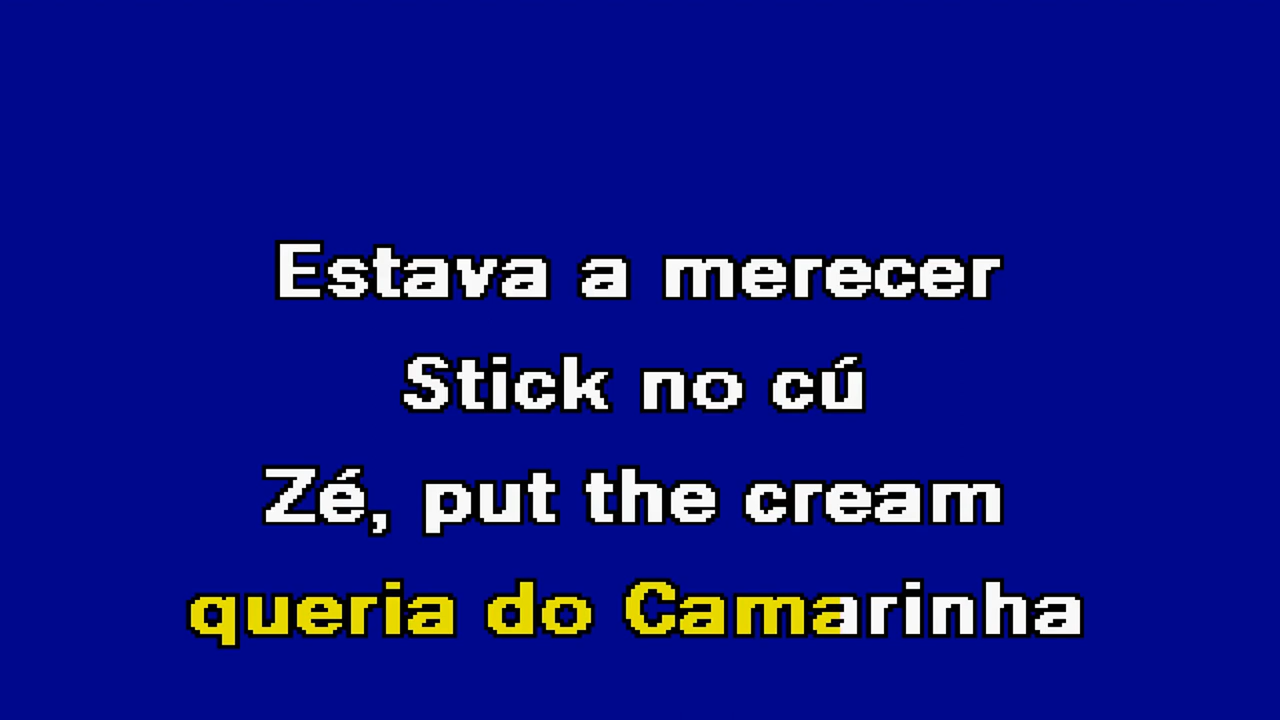 Estava a merecer
Stick no cú
Zé, put the cream
queria do Camarinha